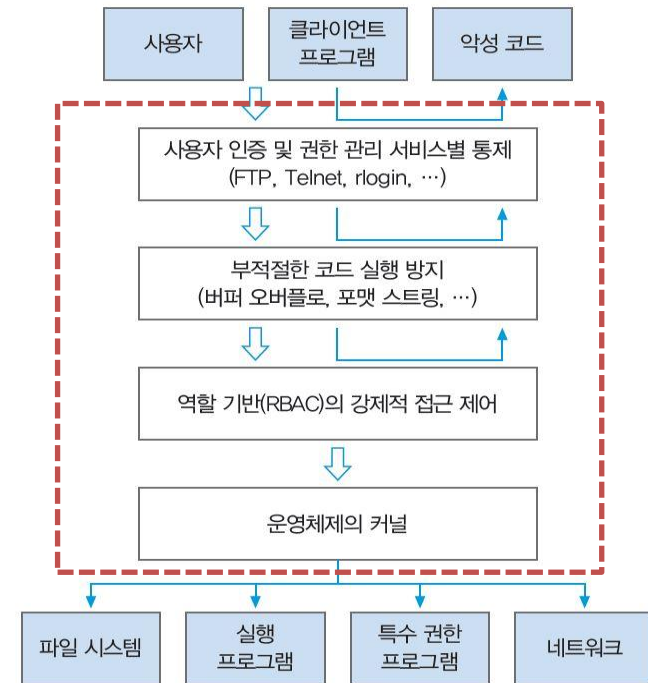 사용자
클라이언트
프로그램
악성 코드
사용자 인증 및 권한 관리 서비스별 통제
(FTP, Telnet, rlogin, …)
부적절한 코드 실행 방지
(버퍼 오버플로, 포맷 스트링, …)
역할 기반(RBAC)의 강제적 접근 제어
운영체제의 커널
파일 시스템
실행
프로그램
특수 권한
프로그램
네트워크